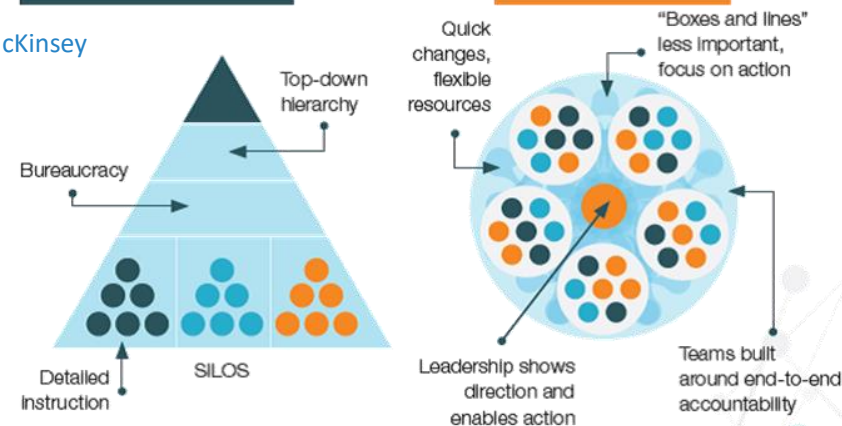 cKinsey
Top-down
hierarchy
Bureaucracy
Detailed
instruction
SILOS
Quick
changes,
flexible
resources
"Boxes and lines"
less important,
focus on action
Leadership shows
direction and
enables action
Teams built
around end-to-end
accountability